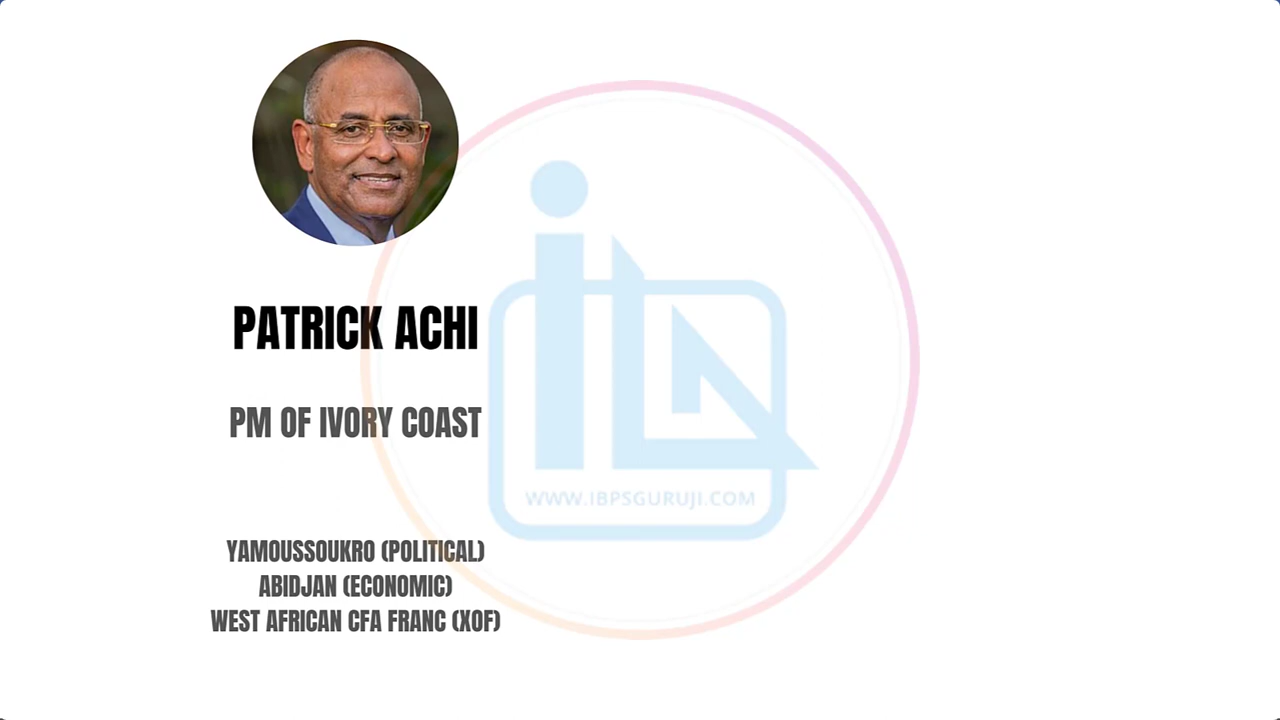 PATRICK ACHI
PM OF IVORY COAST
WWW.IBPSGURUJI.COM
YAMOUSSOUKRO (POLITICAL)
ABIDJAN (ECONOMIC)
WEST AFRICAN CFA FRANC (XOF)